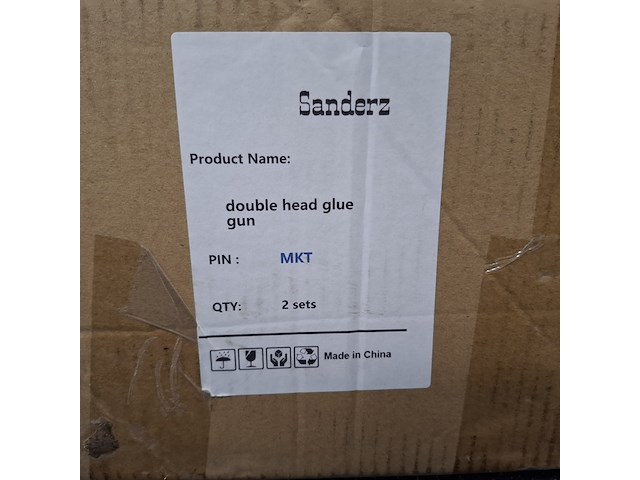 Sanderz
Product Name:
double head glue
gun
PIN : MKT
QTY: 2 sets
Made in China